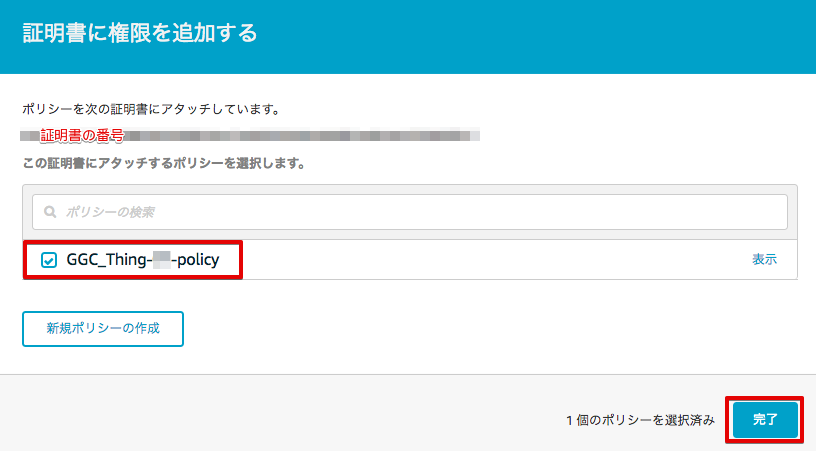 証明書に権限を追加する
ポリシーを次の証明書にアタッチしています。
証明書の番号
この証明書にアタッチするポリシーを選択します。
ポリシーの検索
GGC_Thing- -policy 表示
新規ポリシーの作成
1 個のポリシーを選択済み 完了